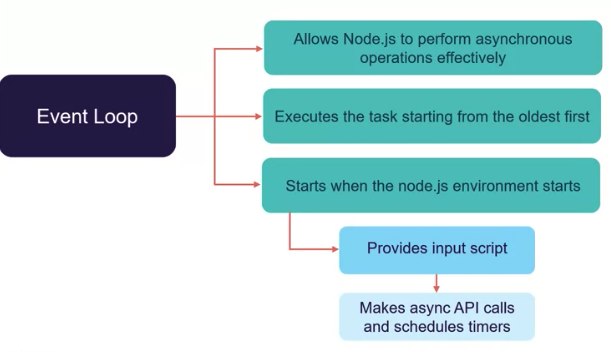 Event Loop
Allows Node.js to perform asynchronous
operations effectively
Executes the task starting from the oldest first
Starts when the node.js environment starts
Provides input script
Makes async API calls
and schedules timers